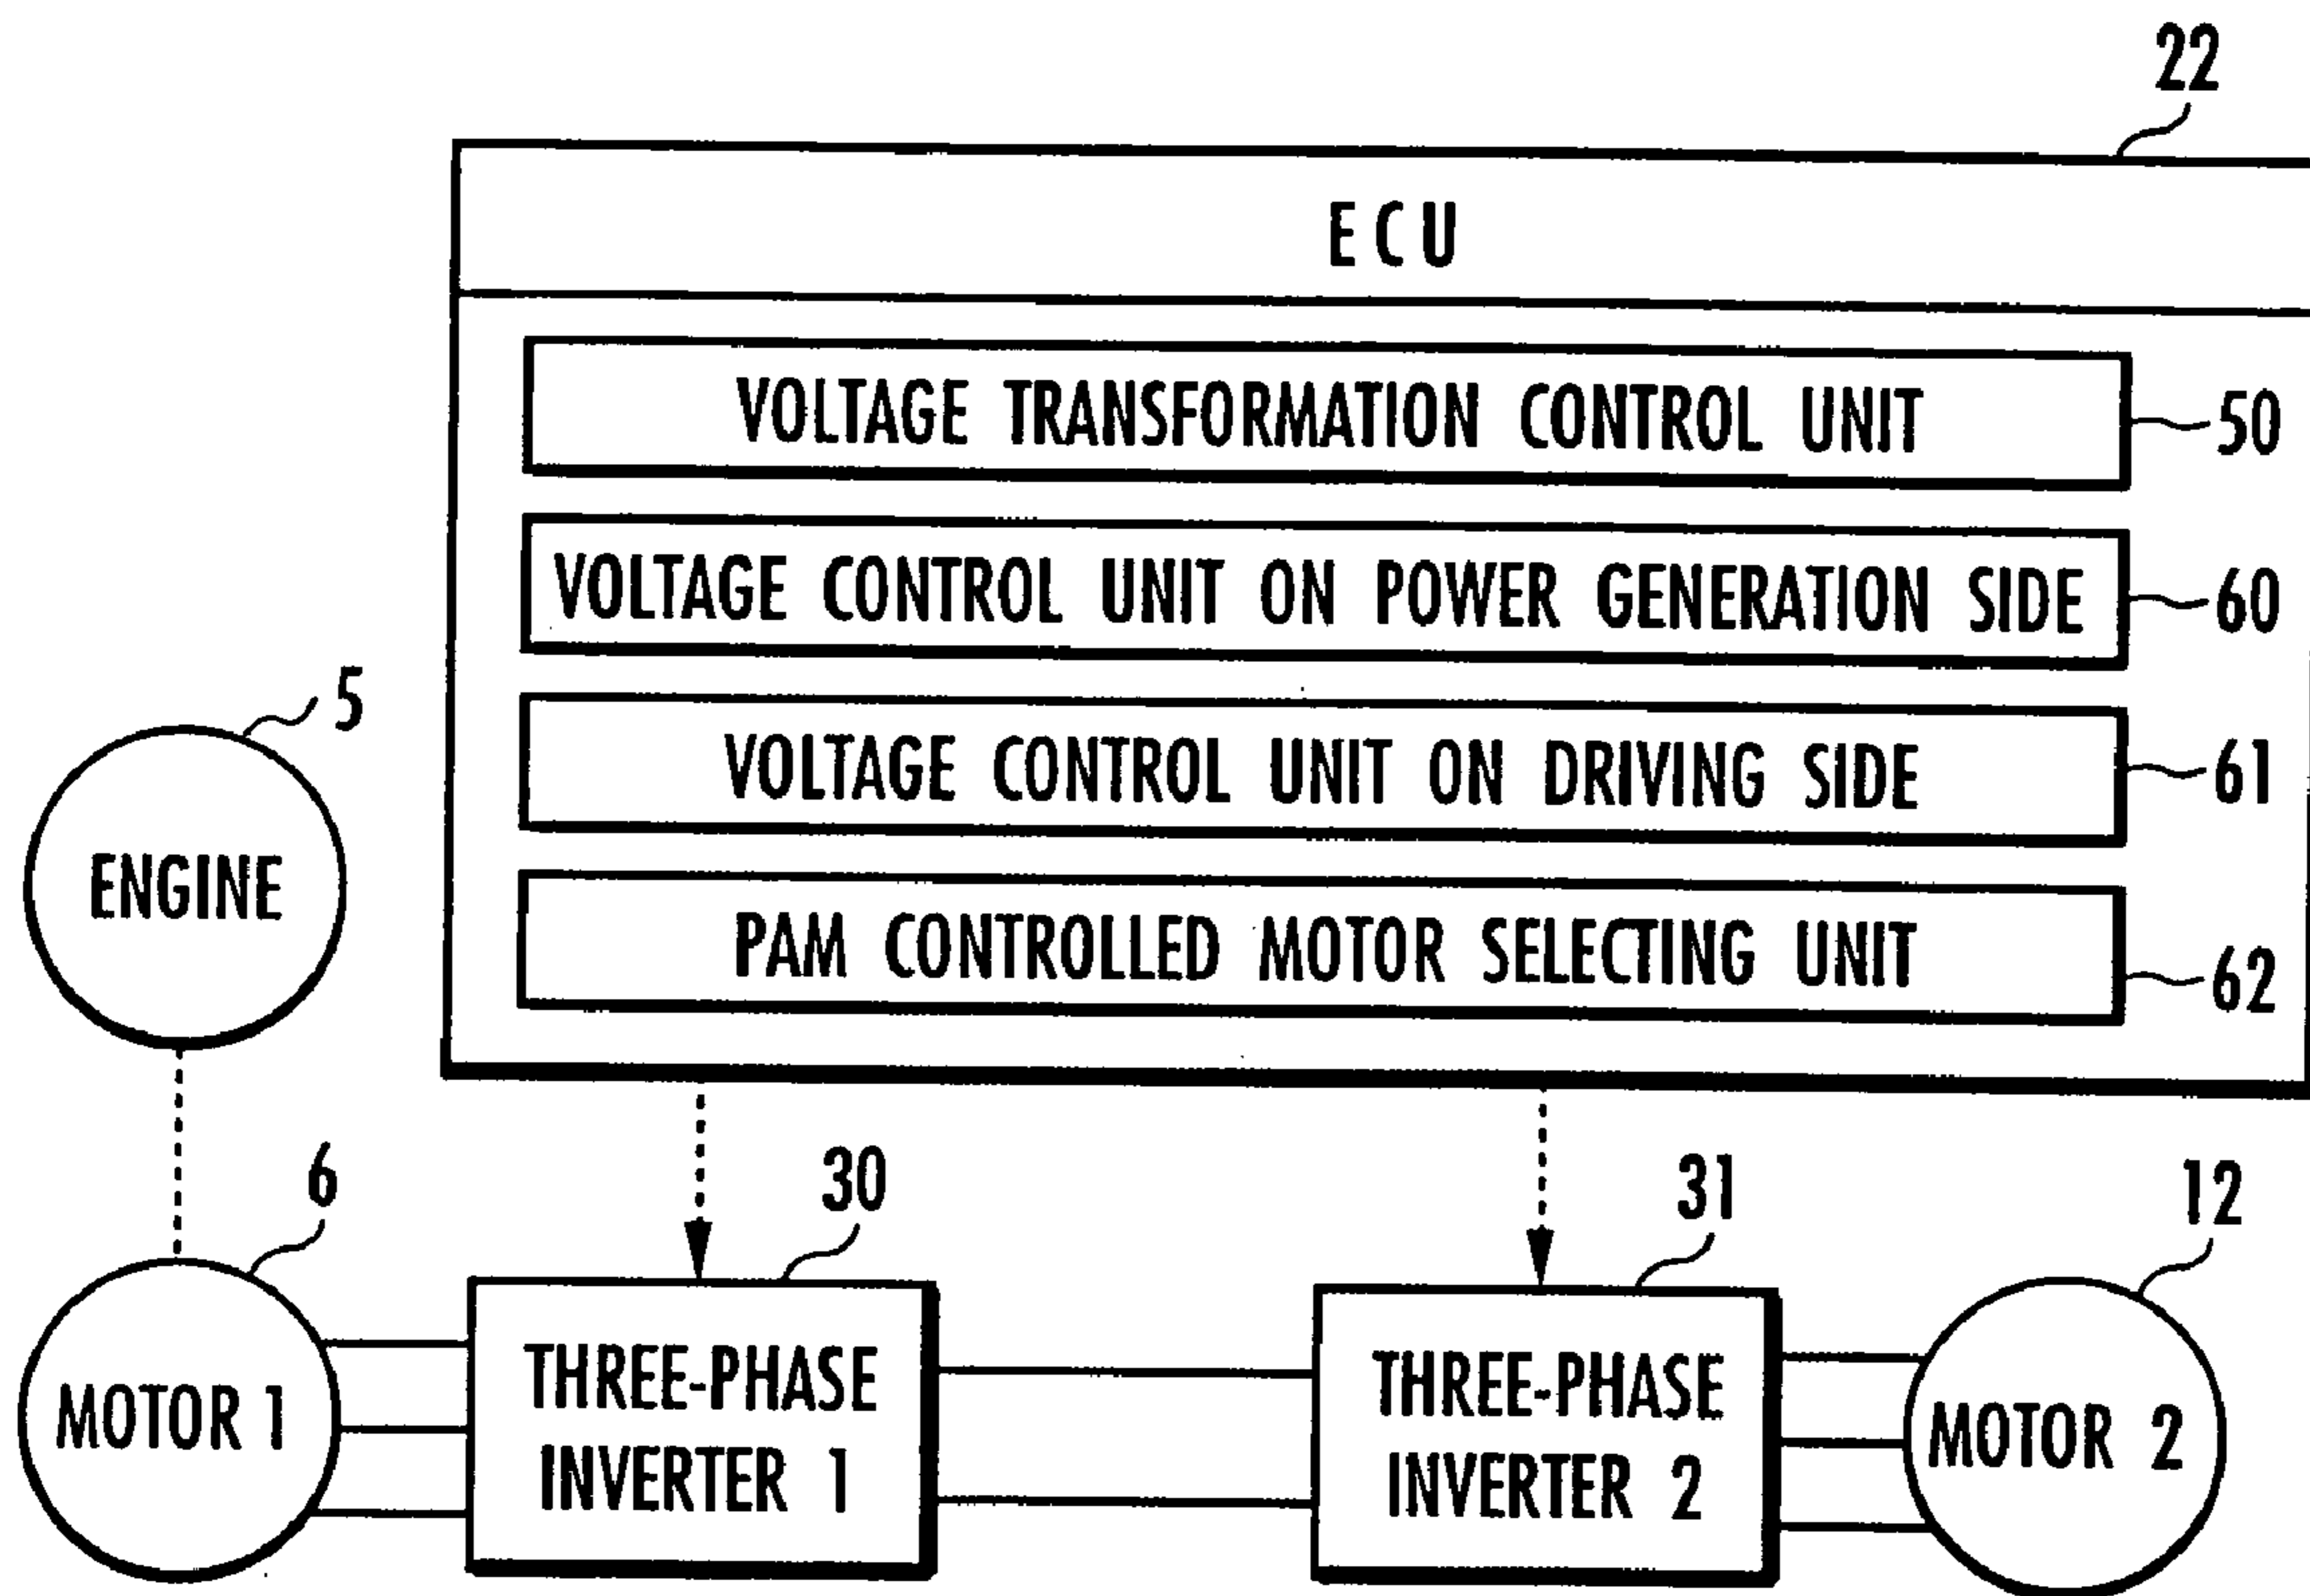 22
ECU
VOLTAGE TRANSFORMATION CONTROL UNIT
50
VOLTAGE CONTROL UNIT ON POWER GENERATION SIDE
60
5
VOLTAGE CONTROL UNIT ON DRIVING SIDE
61
ENGINE
PAM CONTROLLED MOTOR SELECTING UNIT
62
6
30
31
12
MOTOR 1
THREE-PHASE
INVERTER 1
THREE-PHASE
INVERTER 2
MOTOR 2